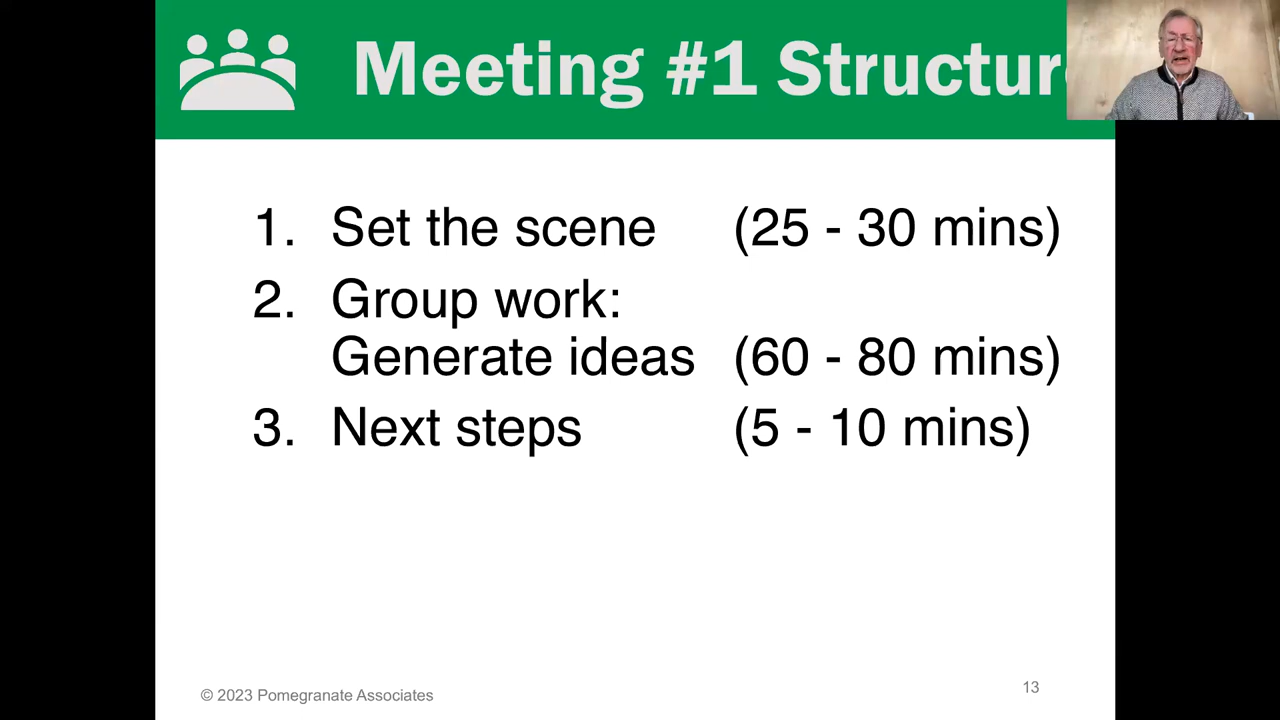 Meeting #1 Structur
1. Set the scene (25 - 30 mins)
2. Group work:
Generate ideas (60 - 80 mins)
3. Next steps (5 - 10 mins)
© 2023 Pomegranate Associates
13